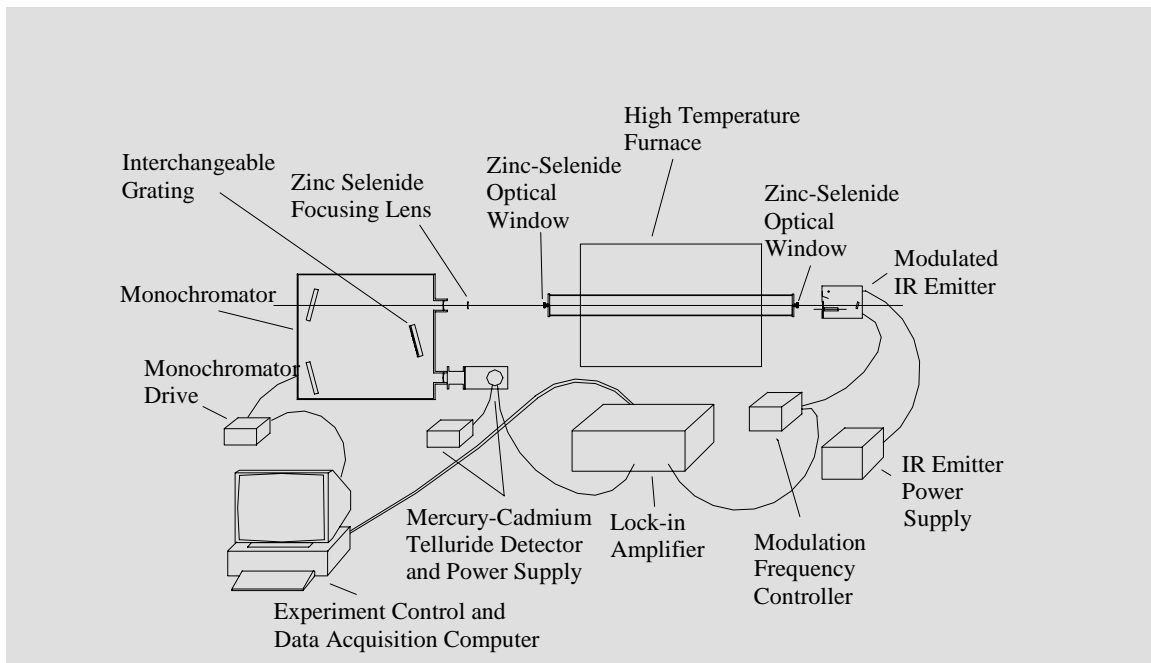 High Temperature
Furnace
Interchangeable
Grating
Zinc Selenide
Focusing Lens
Zinc-Selenide
Optical
Window
Zinc-Selenide
Optical
Window
Modulated
IR Emitter
Monochromator
Monochromator
Drive
Mercury-Cadmium
Telluride Detector
and Power Supply
Lock-in
Amplifier
Modulation
Frequency
Controller
IR Emitter
Power
Supply
Experiment Control and
Data Acquisition Computer